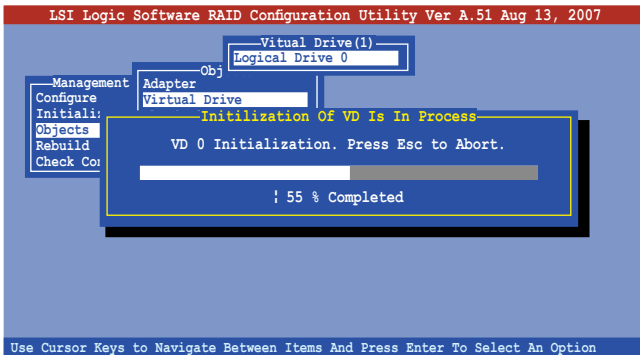 LSI Logic Software RAID Configuration Utility Ver A.51 Aug 13, 2007
Vitual Drive(1)
Logical Drive 0
Obj
Adapter
Virtual Drive
Management
Configure
Initiali
Objects
Rebuild
Check Con
Initilization Of VD Is In Process
VD 0 Initialization. Press Esc to Abort.
¦ 55 % Completed
Use Cursor Keys to Navigate Between Items And Press Enter To Select An Option